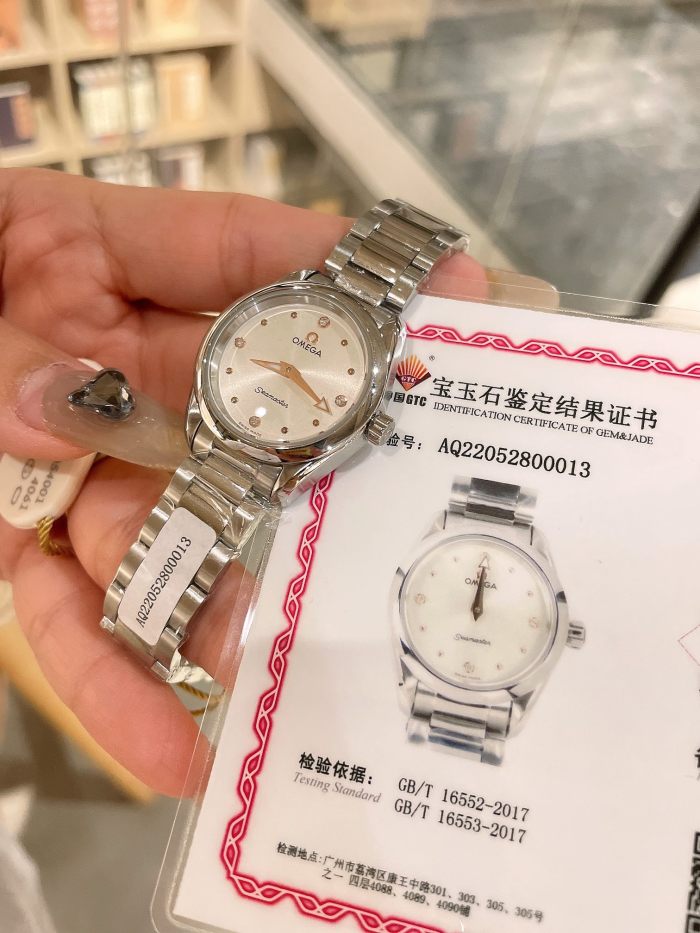 OMEGA
Seamaster
AQ22052800013
4061
GTC
®
国GTC
宝玉石鉴定结果证书
IDENTIFICATION CERTIFICATE OF GEM&JADE
验号: AQ22052800013
OMEGA
Seamaster
检验依据:
Testing Standard
GB/T 16552-2017
GB/T 16553-2017
检测地点:广州市荔湾区康王中路301、303、305、305号
之一 四层4088、4089、4090铺